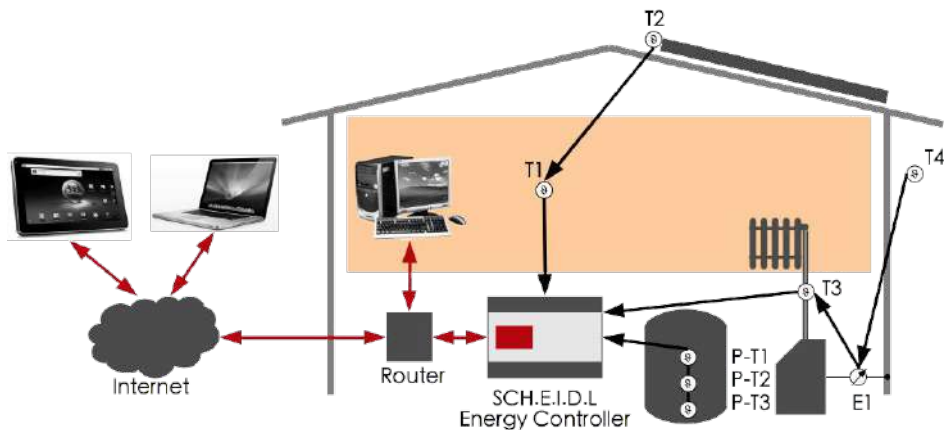 T2
T1
T4
T3
P-T1
P-T2
P-T3
E1
Internet
Router
SCH.E.I.D.L
Energy Controller